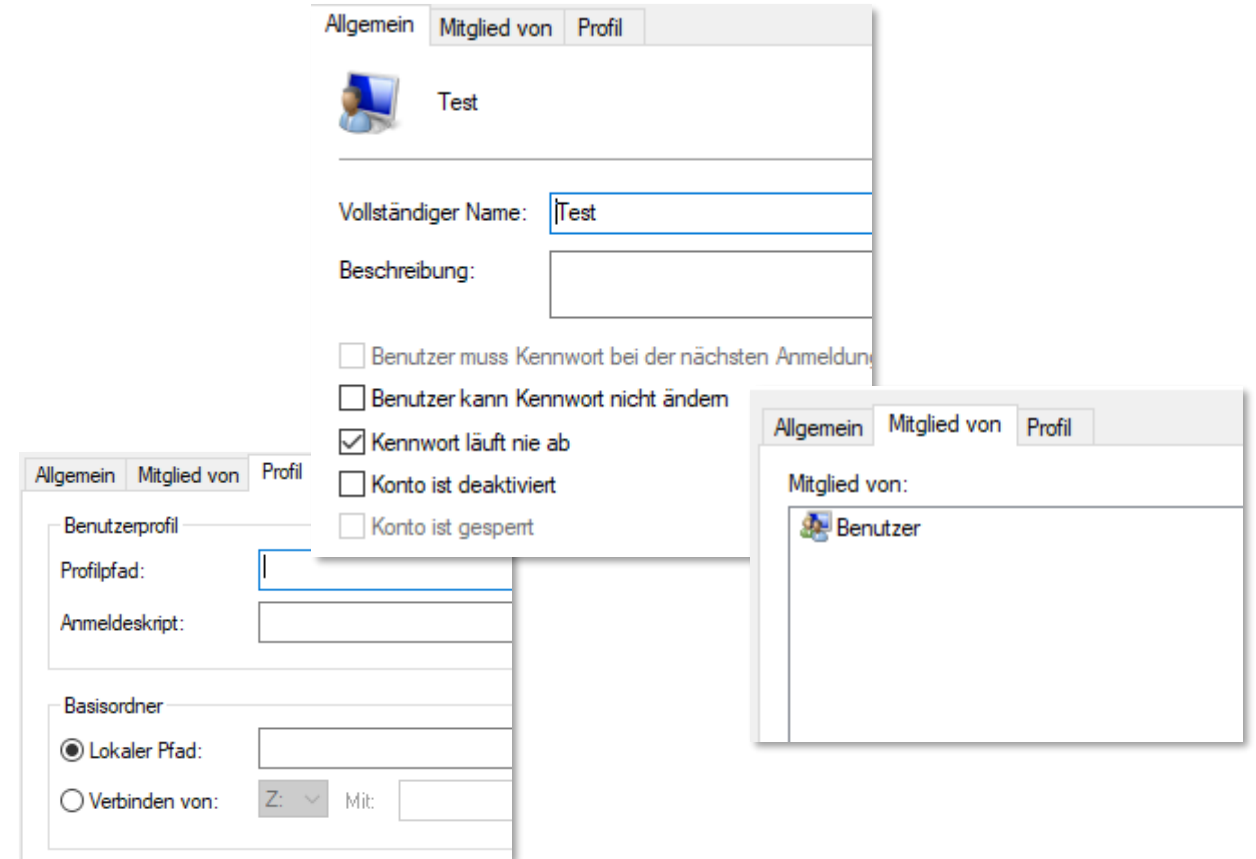 Allgemein Mitglied von Profil
Test
Vollständiger Name: Test
Beschreibung:
Benutzer muss Kennwort bei der nächsten Anmeldung
Benutzer kann Kennwort nicht ändern
Kennwort läuft nie ab
Konto ist deaktiviert
Konto ist gesperrt
Allgemein Mitglied von Profil
Mitglied von:
Benutzer
Allgemein Mitglied von Profil
Benutzerprofil
Profilpfad:
Anmeldeskript:
Basisordner
Lokaler Pfad:
Verbinden von: Z: Mit: